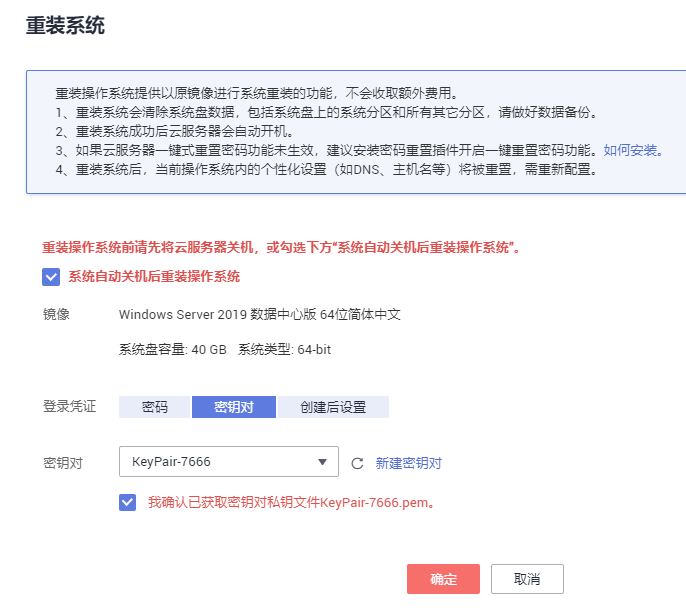 重装系统
重装操作系统提供以原镜像进行系统重装的功能，不会收取额外费用。
1、重装系统会清除系统盘数据，包括系统盘上的系统分区和所有其它分区，请做好数据备份。
2、重装系统成功后云服务器会自动开机。
3、如果云服务器一键式重置密码功能未生效，建议安装密码重置插件开启一键重置密码功能。如何安装。
4、重装系统后，当前操作系统内的个性化设置（如DNS、主机名等）将被重置，需重新配置。
重装操作系统前请先将云服务器关机，或勾选下方“系统自动关机后重装操作系统”。
系统自动关机后重装操作系统
镜像 Windows Server 2019 数据中心版 64位简体中文
系统盘容量: 40 GB 系统类型: 64-bit
登录凭证 密码 密钥对 创建后设置
密钥对 KeyPair-7666 新建密钥对
我确认已获取密钥对私钥文件KeyPair-7666.pem。
确定 取消